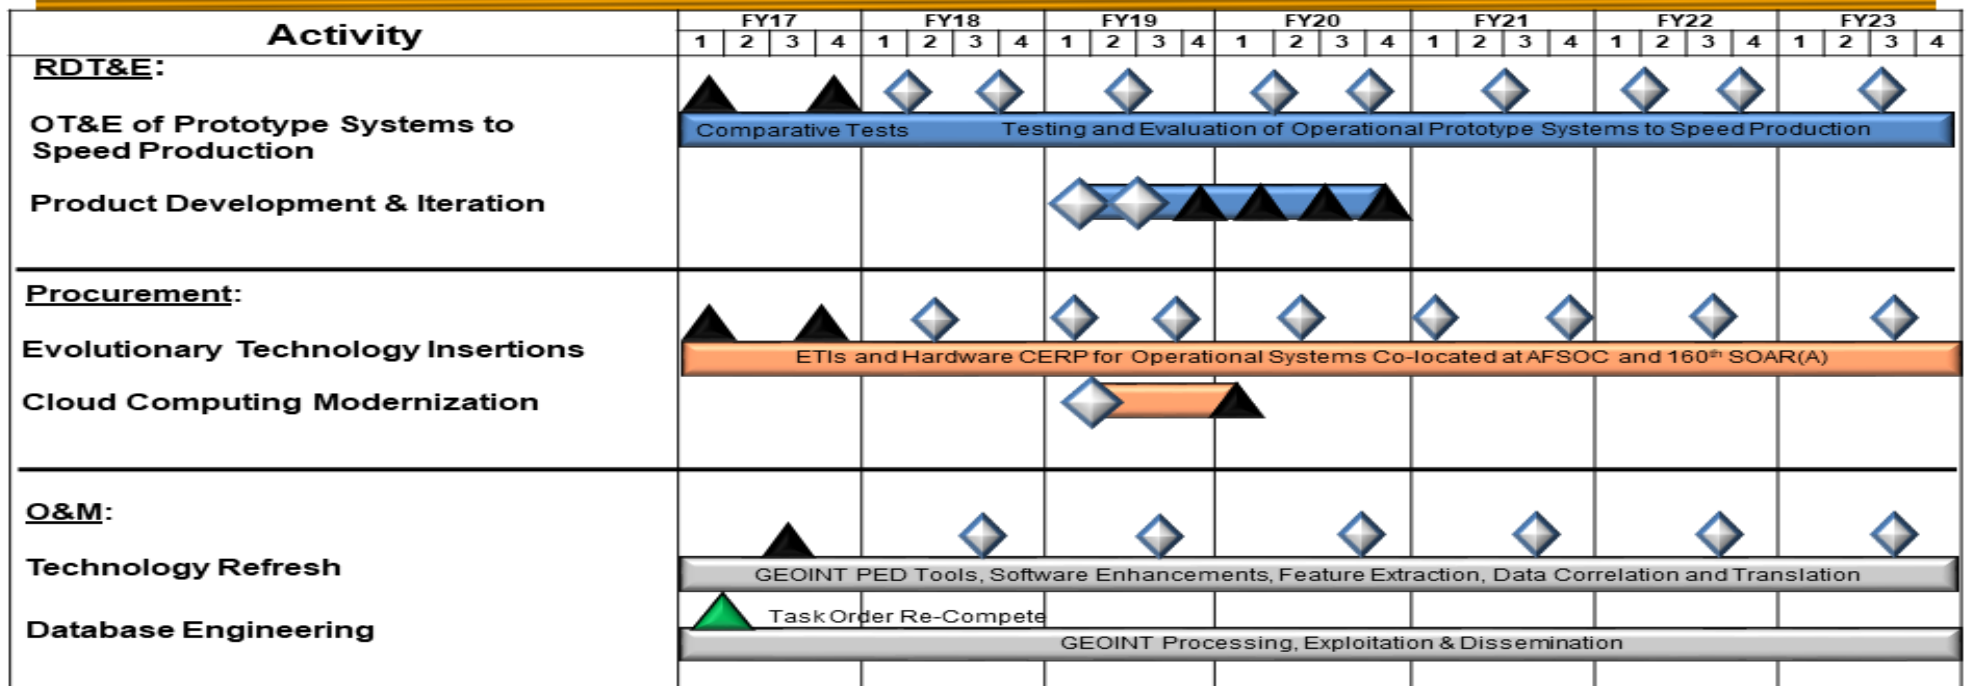 Activity
FY17 FY18 FY19 FY20 FY21 FY22 FY23
1 2 3 4 1 2 3 4 1 2 3 4 1 2 3 4 1 2 3 4 1 2 3 4 1 2 3 4
RDT&E:
OT&E of Prototype Systems to
Speed Production
Comparative Tests Testing and Evaluation of Operational Prototype Systems to Speed Production
Product Development & Iteration
Procurement:
Evolutionary Technology Insertions
ETIs and Hardware CERP for Operational Systems Co-located at AFSOC and 160th SOAR(A)
Cloud Computing Modernization
O&M:
Technology Refresh
GEOINT PED Tools, Software Enhancements, Feature Extraction, Data Correlation and Translation
Task Order Re-Compete
Database Engineering
GEOINT Processing, Exploitation & Dissemination